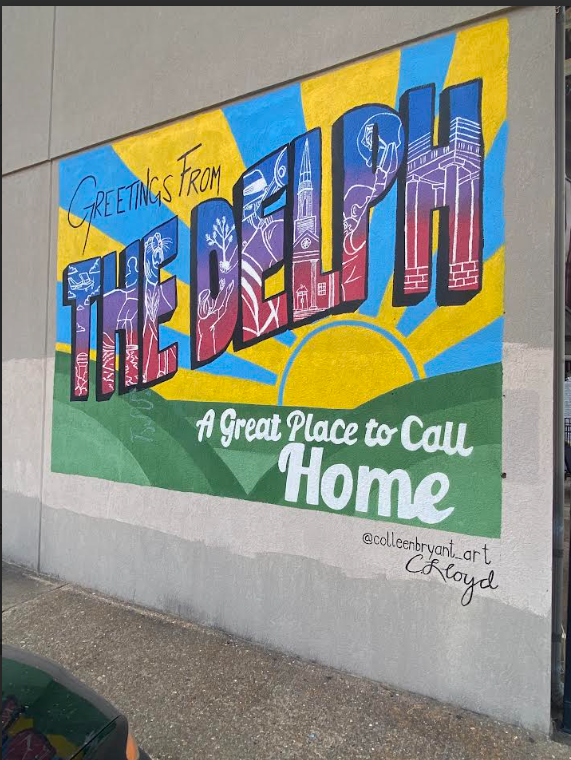 Greetings From
THE DELPH
A Great Place to Call
Home
@colleenbryant_art
CLloyd